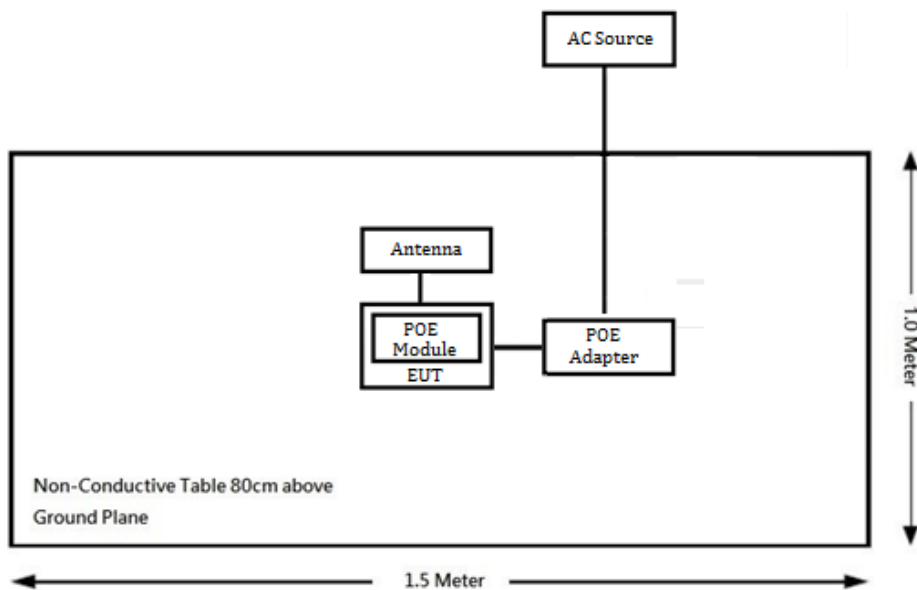 AC Source
Antenna
POE
Module
EUT
POE
Adapter
1.0 Meter
Non-Conductive Table 80cm above
Ground Plane
1.5 Meter